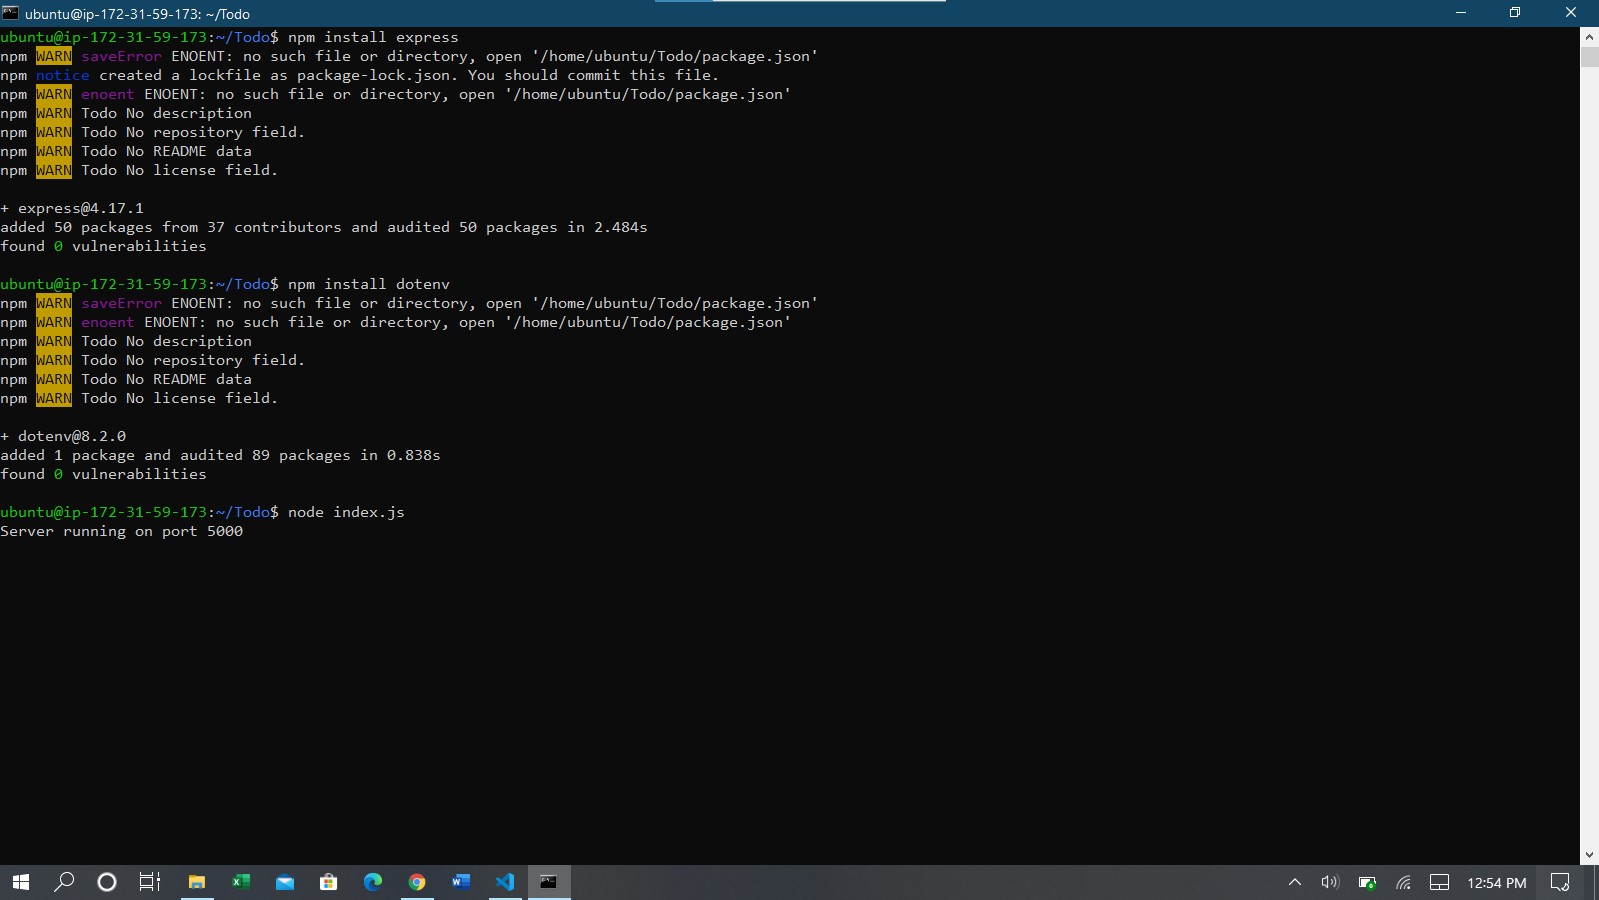 ubuntu@ip-172-31-59-173: ~/Todo
ubuntu@ip-172-31-59-173:~/Todo$ npm install express
npm WARN saveError ENOENT: no such file or directory, open '/home/ubuntu/Todo/package.json'
npm notice created a lockfile as package-lock.json. You should commit this file.
npm WARN enoent ENOENT: no such file or directory, open '/home/ubuntu/Todo/package.json'
npm WARN Todo No description
npm WARN Todo No repository field.
npm WARN Todo No README data
npm WARN Todo No license field.
+ express@4.17.1
added 50 packages from 37 contributors and audited 50 packages in 2.484s
found 0 vulnerabilities
ubuntu@ip-172-31-59-173:~/Todo$ npm install dotenv
npm WARN saveError ENOENT: no such file or directory, open '/home/ubuntu/Todo/package.json'
npm WARN enoent ENOENT: no such file or directory, open '/home/ubuntu/Todo/package.json'
npm WARN Todo No description
npm WARN Todo No repository field.
npm WARN Todo No README data
npm WARN Todo No license field.
+ dotenv@8.2.0
added 1 package and audited 89 packages in 0.838s
found 0 vulnerabilities
ubuntu@ip-172-31-59-173:~/Todo$ node index.js
Server running on port 5000
12:54 PM